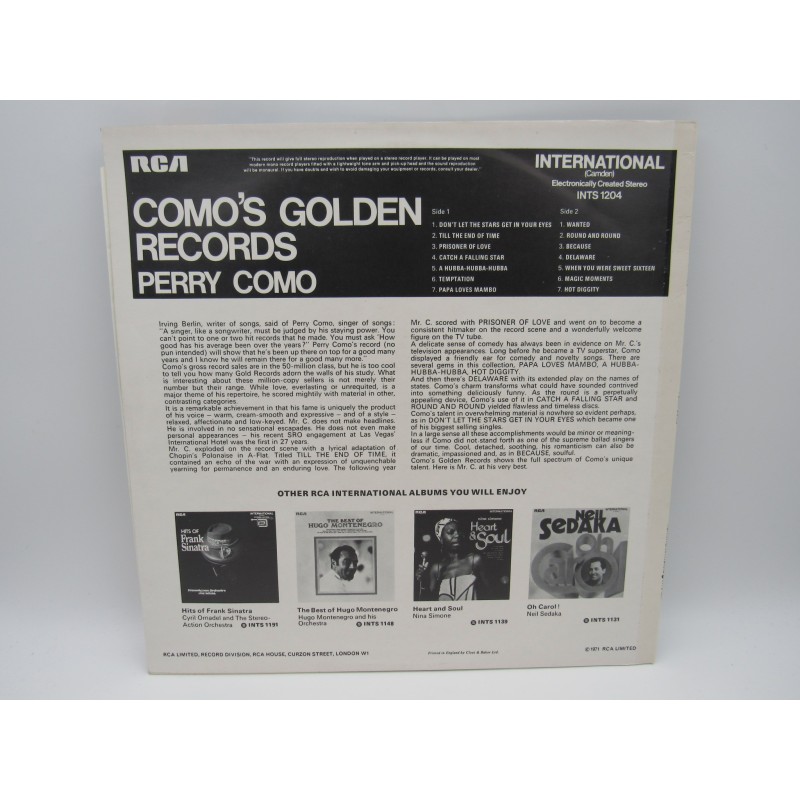 RCA
"This record will give full stereo reproduction when played on a stereo record player. It can be played on most
modern mono record players fitted with a lightweight tone arm and pick-up head and the sound reproduction
will be monaural. If you have doubts and wish to avoid damaging your equipment or records, consult your dealer."
INTERNATIONAL
(Camden)
Electronically Created Stereo
INTS 1204
COMO'S GOLDEN
RECORDS
PERRY COMO
Side 1
1. DON'T LET THE STARS GET IN YOUR EYES
2. TILL THE END OF TIME
3. PRISONER OF LOVE
4. CATCH A FALLING STAR
5. A HUBBA-HUBBA-HUBBA
6. TEMPTATION
7. PAPA LOVES MAMBO
Side 2
1. WANTED
2. ROUND AND ROUND
3. BECAUSE
4. DELAWARE
5. WHEN YOU WERE SWEET SIXTEEN
6. MAGIC MOMENTS
7. HOT DIGGITY
Irving Berlin, writer of songs, said of Perry Como, singer of songs:
"A singer, like a songwriter, must be judged by his staying power. You
can't point to one or two hit records that he made. You must ask "How
good has his average been over the years?" Perry Como's record (no
pun intended) will show that he's been up there on top for a good many
years and I know he will remain there for a good many more."
Como's gross record sales are in the 50-million class, but he is too cool
to tell you how many Gold Records adorn the walls of his study. What
is interesting about these million-copy sellers is not merely their
number but their range. While love, everlasting or unrequited, is a
major theme of his repertoire, he scored mightily with material in other,
contrasting categories.
It is a remarkable achievement in that his fame is uniquely the product
of his voice – warm, cream-smooth and expressive – and of a style –
relaxed, affectionate and low-keyed. Mr. C. does not make headlines.
He is involved in no sensational escapades. He does not even make
personal appearances – his recent SRO engagement at Las Vegas'
International Hotel was the first in 27 years.
Mr. C. exploded on the record scene with a lyrical adaptation of
Chopin's Polonaise in A-Flat. Titled TILL THE END OF TIME, it
contained an echo of the war with an expression of unquenchable
yearning for permanence and an enduring love. The following year
Mr. C. scored with PRISONER OF LOVE and went on to become a
consistent hitmaker on the record scene and a wonderfully welcome
figure on the TV tube.
A delicate sense of comedy has always been in evidence on Mr. C.'s
television appearances. Long before he became a TV superstar, Como
displayed a friendly ear for comedy and novelty songs. There are
several gems in this collection, PAPA LOVES MAMBO, A HUBBA-
HUBBA-HUBBA, HOT DIGGITY.
And then there's DELAWARE with its extended play on the names of
states. Como's charm transforms what could have sounded contrived
into something deliciously funny. As the record is a perpetually
appealing device, Como's use of it in CATCH A FALLING STAR and
ROUND AND ROUND yielded flawless and timeless discs.
Como's talent in overwhelming material is nowhere so evident perhaps,
as in DON'T LET THE STARS GET IN YOUR EYES which became one
of his biggest selling singles.
In a large sense all these accomplishments would be minor or meaning-
less if Como did not stand forth as one of the supreme ballad singers
of our time. Cool, detached, soothing, his romanticism can also be
dramatic, impassioned and, as in BECAUSE, soulful.
Como's Golden Records shows the full spectrum of Como's unique
talent. Here is Mr. C. at his very best.
OTHER RCA INTERNATIONAL ALBUMS YOU WILL ENJOY
HITS OF
Frank
Sinatra
THE BEST OF
HUGO MONTENEGRO
Heart
& Soul
Neil
SEDAKA
Oh
Carol!
Hits of Frank Sinatra
Cyril Ornadel and The Stereo-
Action Orchestra
INTS 1191
The Best of Hugo Montenegro
Hugo Montenegro and his
Orchestra
INTS 1148
Heart and Soul
Nina Simone
INTS 1139
Oh Carol!
Neil Sedaka
INTS 1131
RCA LIMITED, RECORD DIVISION, RCA HOUSE, CURZON STREET, LONDON W1
© 1971 RCA LIMITED